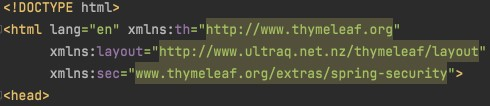 <!DOCTYPE html>
<html lang="en" xmlns:th="http://www.thymeleaf.org"
xmlns:layout="http://www.ultraq.net.nz/thymeleaf/layout"
xmlns:sec="www.thymeleaf.org/extras/spring-security">
<head>